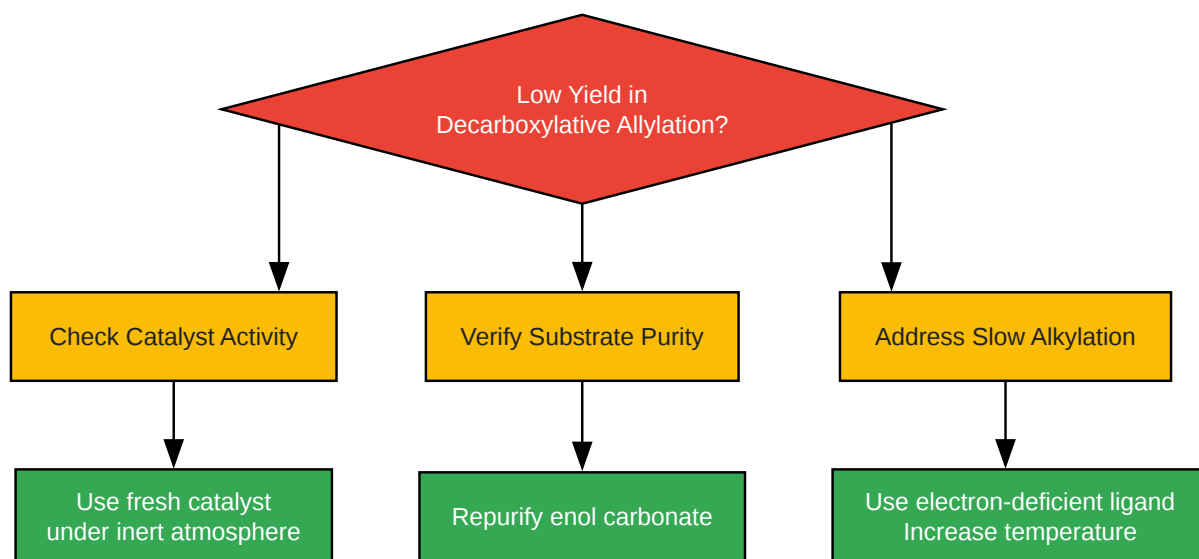 Low Yield in
Decarboxylative Allylation?
Check Catalyst Activity
Verify Substrate Purity
Address Slow Alkylation
Use fresh catalyst
under inert atmosphere
Repurify enol carbonate
Use electron-deficient ligand
Increase temperature